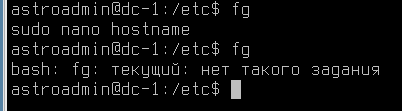 astroadmin@dc-1:/etc$ fg
sudo nano hostname
astroadmin@dc-1:/etc$ fg
bash: fg: текущий: нет такого задания
astroadmin@dc-1:/etc$